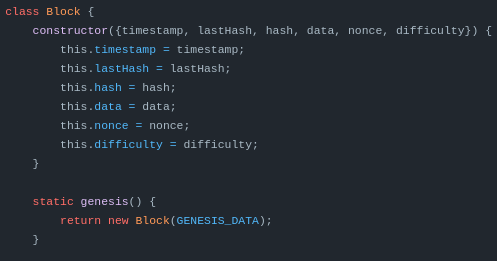 class Block {
    constructor({timestamp, lastHash, hash, data, nonce, difficulty}) {
        this.timestamp = timestamp;
        this.lastHash = lastHash;
        this.hash = hash;
        this.data = data;
        this.nonce = nonce;
        this.difficulty = difficulty;
    }

    static genesis() {
        return new Block(GENESIS_DATA);
    }